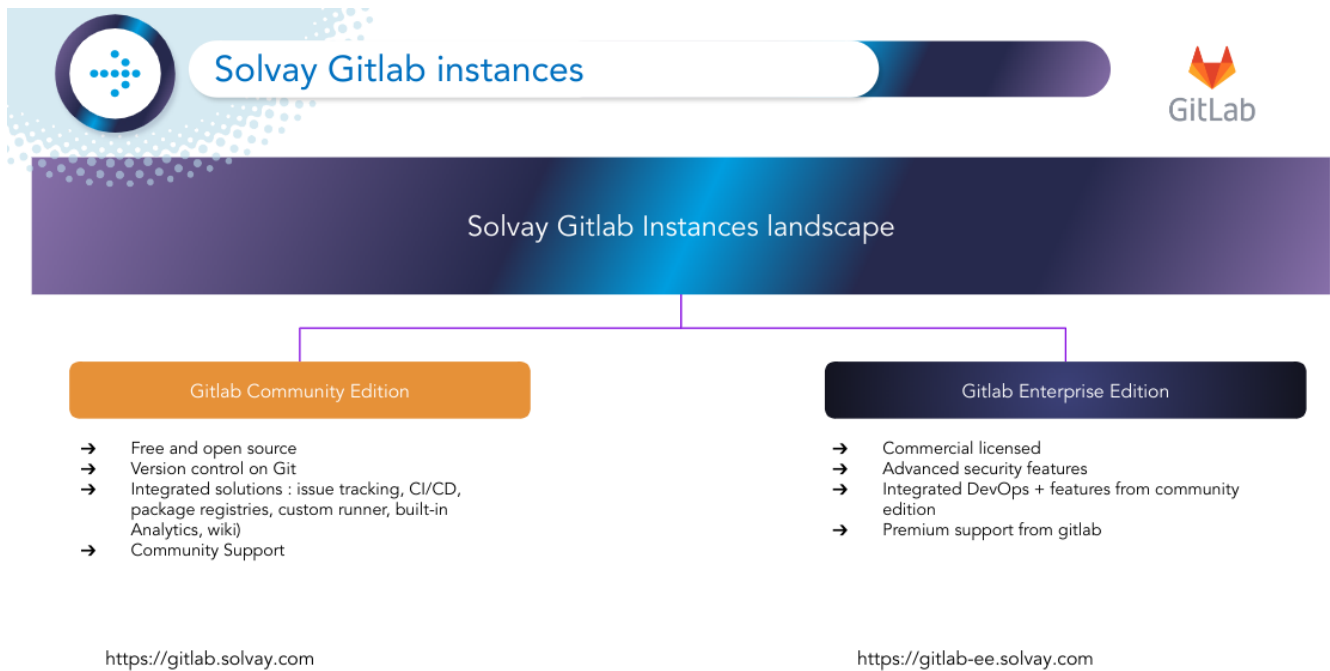 Solvay Gitlab instances
GitLab
Solvay Gitlab Instances landscape
Gitlab Community Edition
➔ Free and open source
➔ Version control on Git
➔ Integrated solutions : issue tracking, CI/CD,
package registries, custom runner, built-in
Analytics, wiki)
➔ Community Support
https://gitlab.solvay.com
Gitlab Enterprise Edition
➔ Commercial licensed
➔ Advanced security features
➔ Integrated DevOps + features from community
edition
➔ Premium support from gitlab
https://gitlab-ee.solvay.com